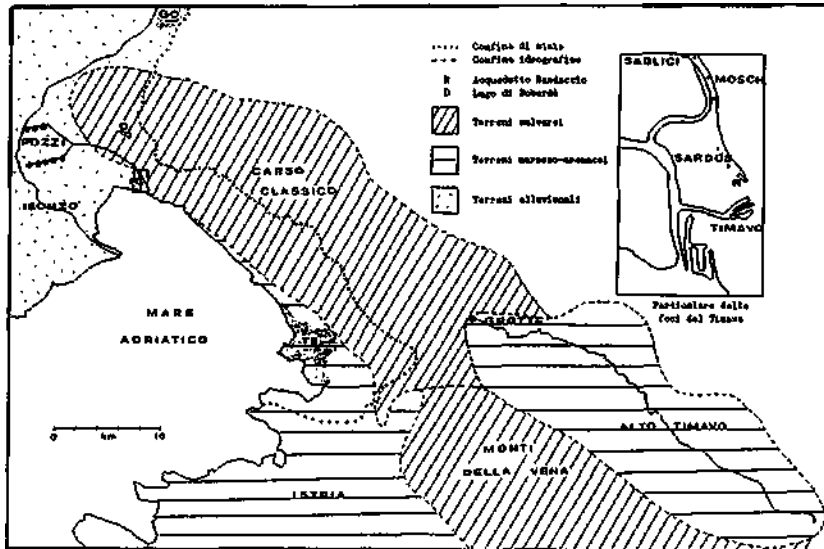 GO
Confine di stato
Confine idrografico
R Acquedotto Randaccio
D Lago di Doberdò
Terreni calcarei
Terreni marnoso-arenacei
Terreni alluvionali
SABLICI
MOSCH
SARDOS
R
TIMAVO
Particolare delle
foci del Timavo
POZZI
ISONZO
CARSO
CLASSICO
MARE
ADRIATICO
TS
GROTTE
0 km 10
ALTO TIMAVO
MONTI
DELLA VENA
ISTRIA